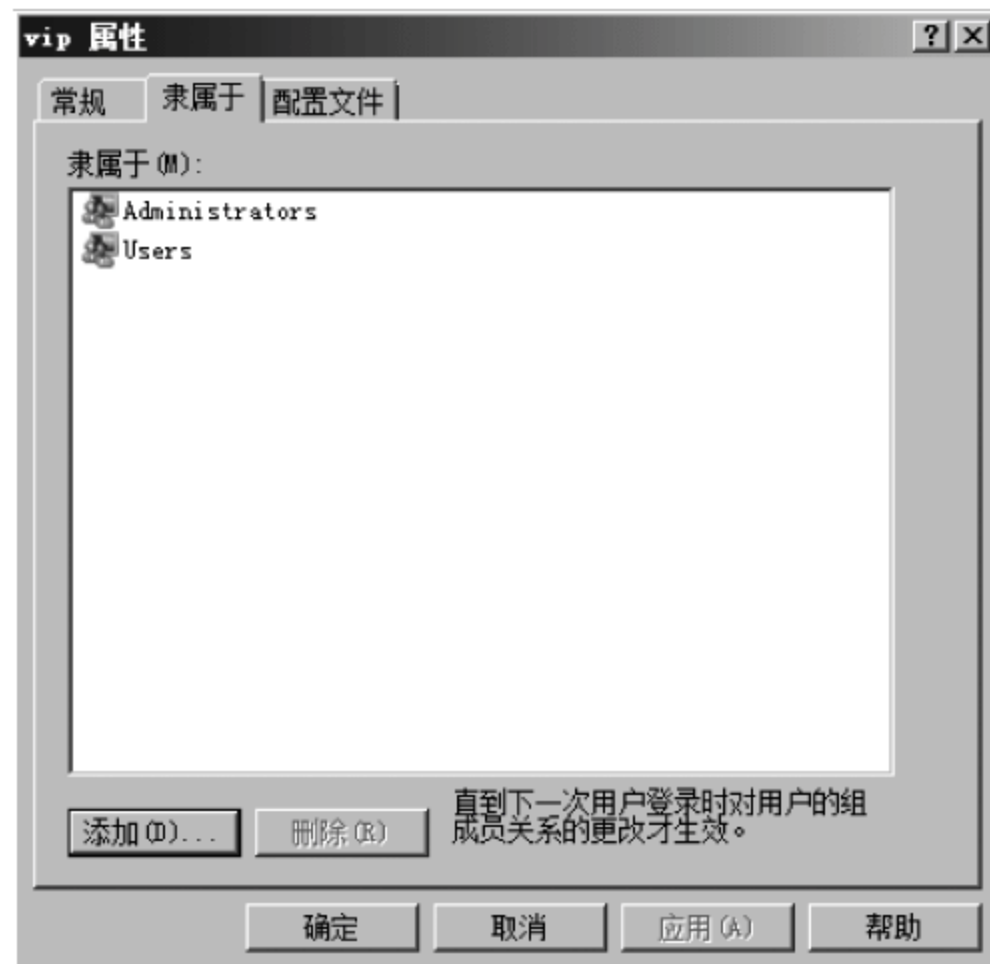 vip 属性
常规 隶属于 配置文件
隶属于(M):
Administrators
Users
添加(D)... 删除(R) 直到下一次用户登录时对用户的组
成员关系的更改才生效。
确定 取消 应用(A) 帮助